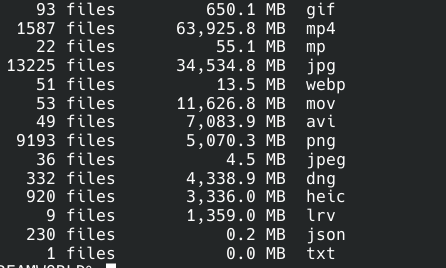 93 files 650.1 MB gif
1587 files 63,925.8 MB mp4
22 files 55.1 MB mp
13225 files 34,534.8 MB jpg
51 files 13.5 MB webp
53 files 11,626.8 MB mov
49 files 7,083.9 MB avi
9193 files 5,070.3 MB png
36 files 4.5 MB jpeg
332 files 4,338.9 MB dng
920 files 3,336.0 MB heic
9 files 1,359.0 MB lrv
230 files 0.2 MB json
1 files 0.0 MB txt